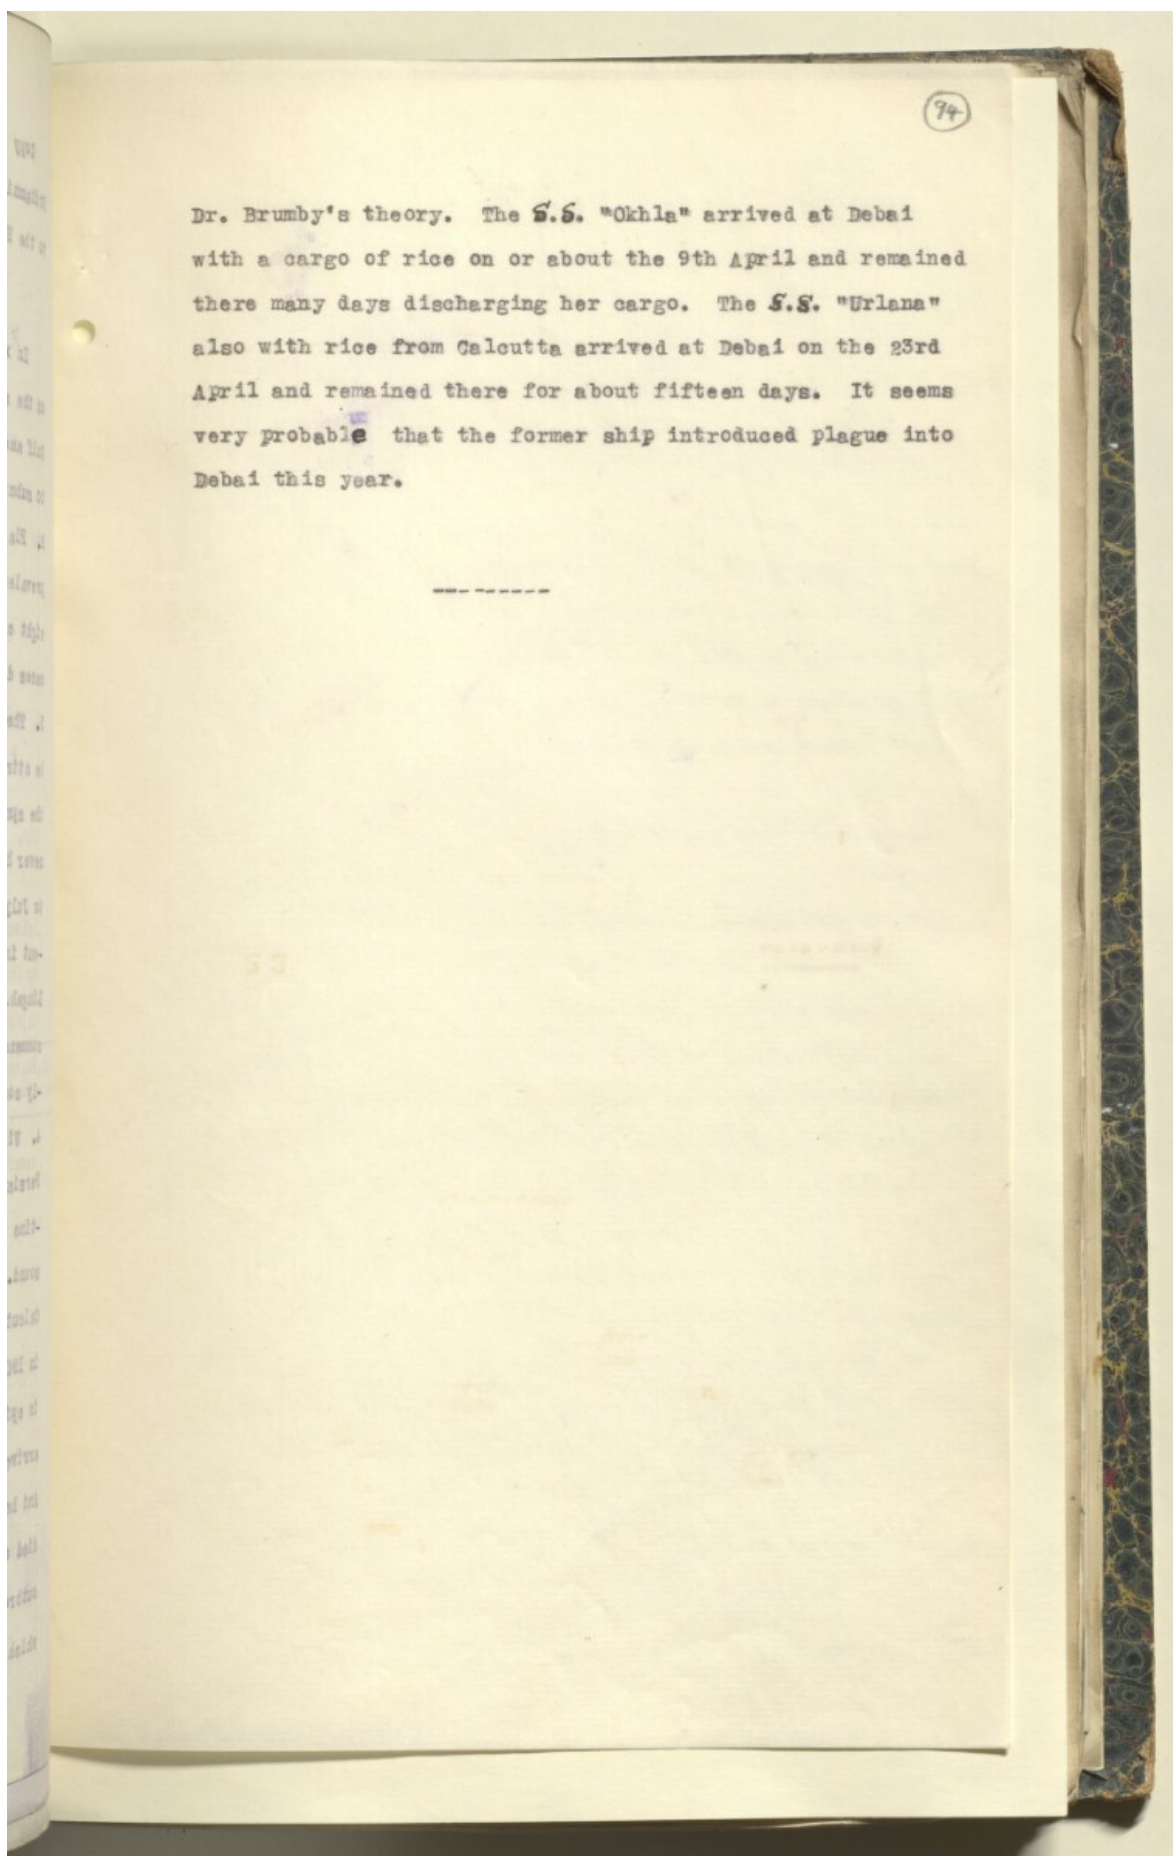 94
Dr. Brumby's theory. The S.S. "Okhla" arrived at Debai
with a cargo of rice on or about the 9th April and remained
there many days discharging her cargo. The S.S. "Urlana"
also with rice from Calcutta arrived at Debai on the 23rd
April and remained there for about fifteen days. It seems
very probable that the former ship introduced plague into
Debai this year.
---------